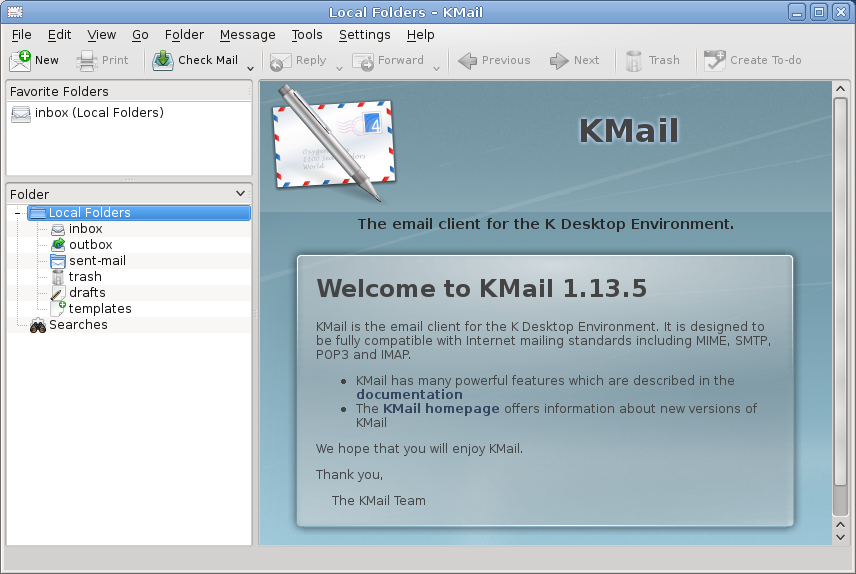 Local Folders – KMail
File Edit View Go Folder Message Tools Settings Help
New Print Check Mail Reply Forward Previous Next Trash Create To-do
Favorite Folders
inbox (Local Folders)
Folder
Local Folders
inbox
outbox
sent-mail
trash
drafts
templates
Searches
4
KMail
The email client for the K Desktop Environment.
Welcome to KMail 1.13.5
KMail is the email client for the K Desktop Environment. It is designed to
be fully compatible with Internet mailing standards including MIME, SMTP,
POP3 and IMAP.
• KMail has many powerful features which are described in the
documentation
• The KMail homepage offers information about new versions of
KMail
We hope that you will enjoy KMail.
Thank you,
The KMail Team